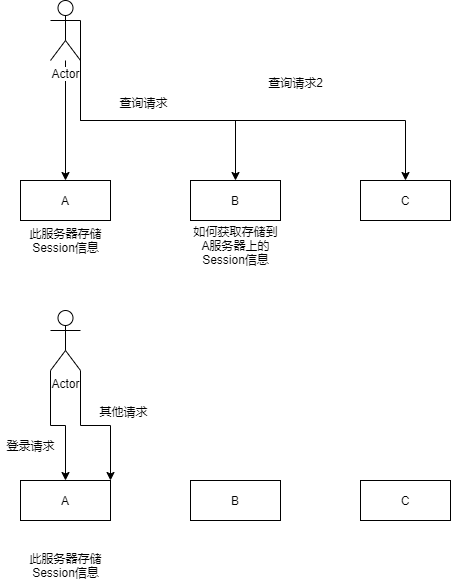 Actor
查询请求2
查询请求
A
B
C
此服务器存储
Session信息
如何获取存储到
A服务器上的
Session信息
Actor
其他请求
登录请求
A
B
C
此服务器存储
Session信息